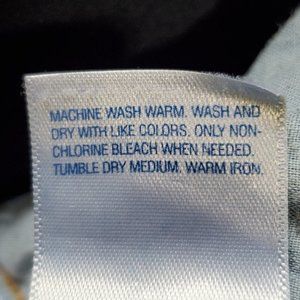 MACHINE WASH WARM. WASH AND
DRY WITH LIKE COLORS. ONLY NON-
CHLORINE BLEACH WHEN NEEDED.
TUMBLE DRY MEDIUM, WARM IRON.